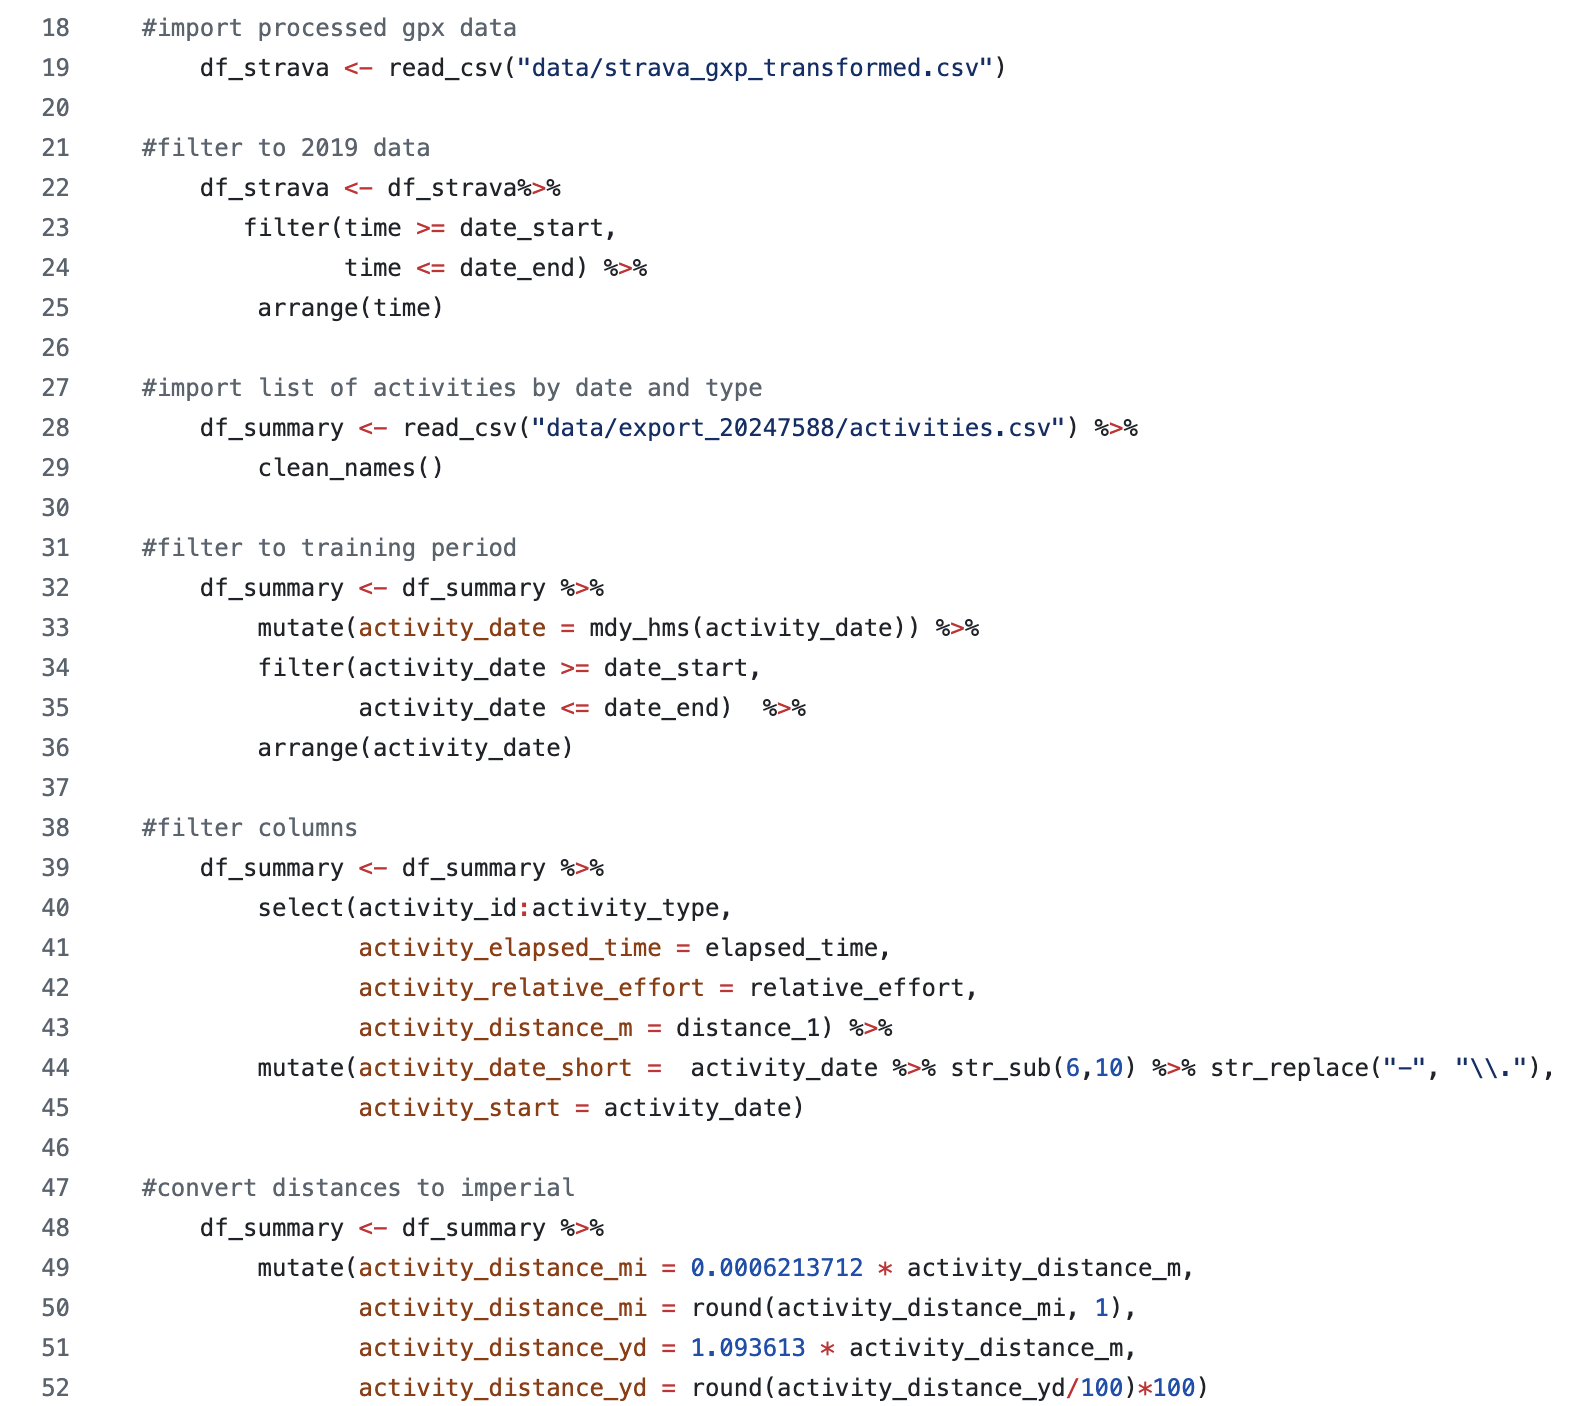 18 #import processed gpx data
19 df_strava <- read_csv("data/strava_gxp_transformed.csv")
20
21 #filter to 2019 data
22 df_strava <- df_strava%>%
23 filter(time >= date_start,
24 time <= date_end) %>%
25 arrange(time)
26
27 #import list of activities by date and type
28 df_summary <- read_csv("data/export_20247588/activities.csv") %>%
29 clean_names()
30
31 #filter to training period
32 df_summary <- df_summary %>%
33 mutate(activity_date = mdy_hms(activity_date)) %>%
34 filter(activity_date >= date_start,
35 activity_date <= date_end)  %>%
36 arrange(activity_date)
37
38 #filter columns
39 df_summary <- df_summary %>%
40 select(activity_id:activity_type,
41 activity_elapsed_time = elapsed_time,
42 activity_relative_effort = relative_effort,
43 activity_distance_m = distance_1) %>%
44 mutate(activity_date_short =  activity_date %>% str_sub(6,10) %>% str_replace("-", "\\."),
45 activity_start = activity_date)
46
47 #convert distances to imperial
48 df_summary <- df_summary %>%
49 mutate(activity_distance_mi = 0.0006213712 * activity_distance_m,
50 activity_distance_mi = round(activity_distance_mi, 1),
51 activity_distance_yd = 1.093613 * activity_distance_m,
52 activity_distance_yd = round(activity_distance_yd/100)*100)